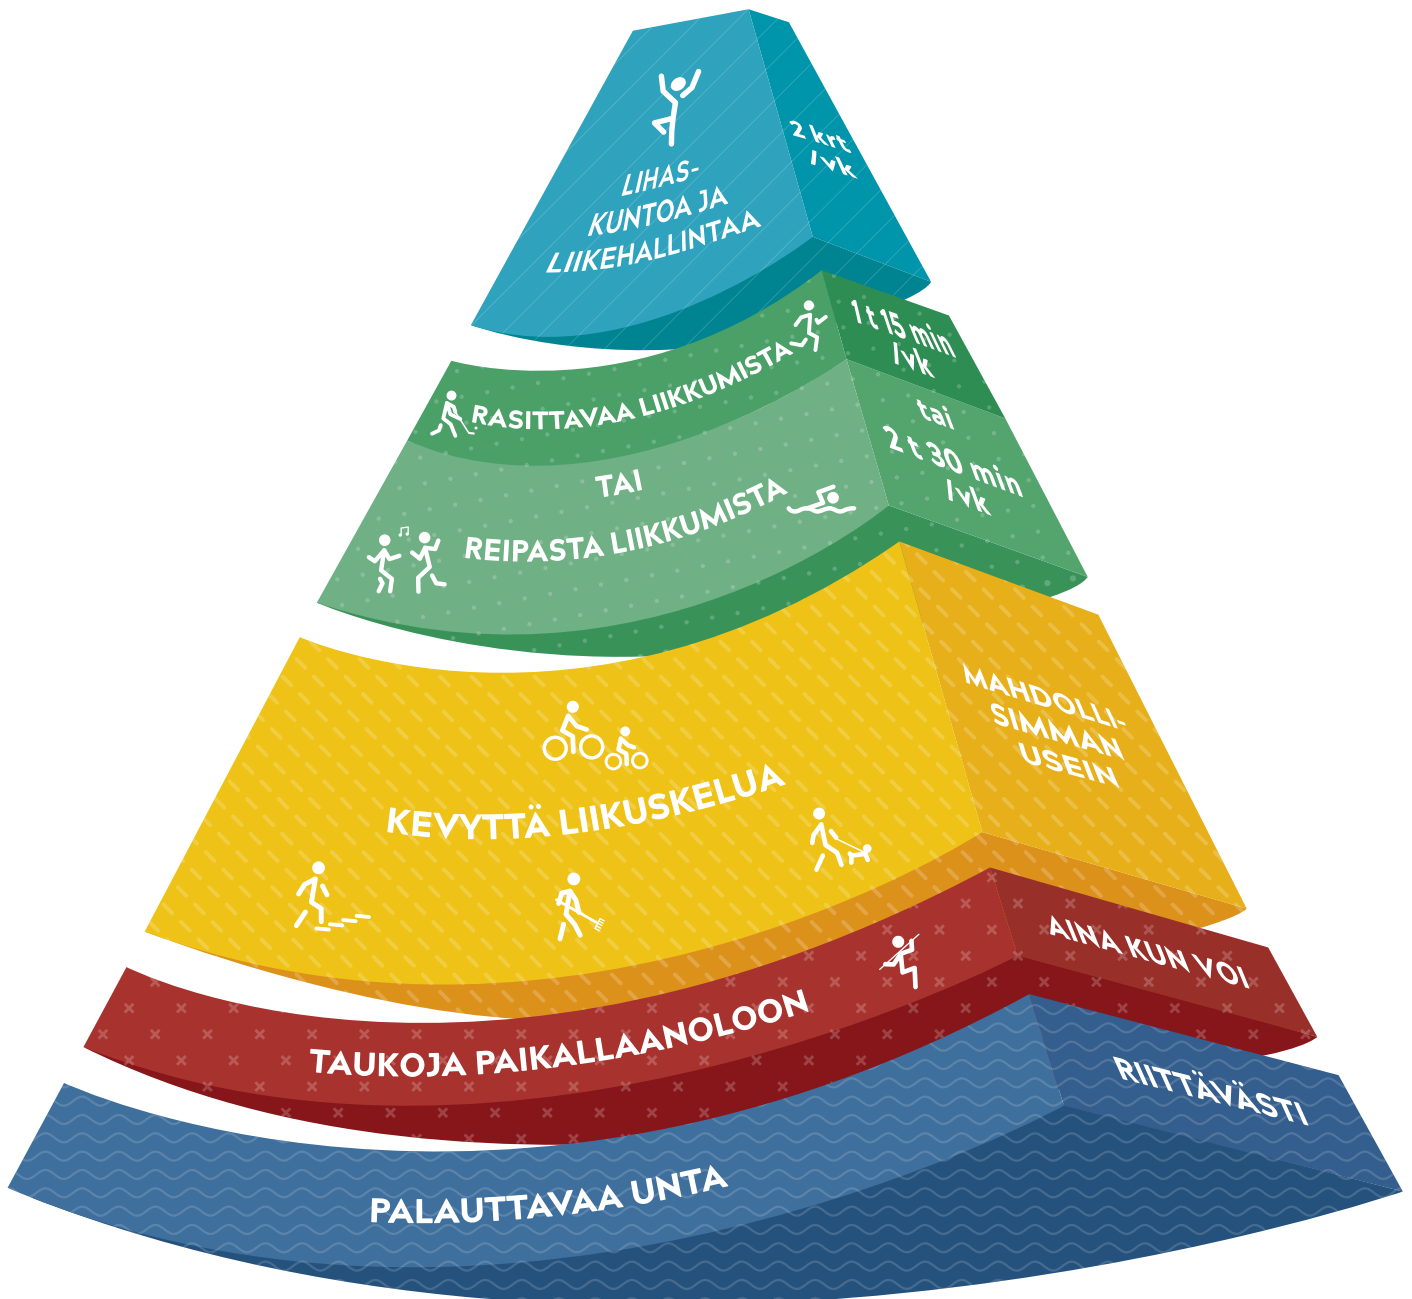 LIHAS-
KUNTOA JA
LIIKEHALLINTAA
2 krt
/vk
RASITTAVAA LIIKKUMISTA
1 t 15 min
/vk
TAI
tai
REIPASTA LIIKKUMISTA
2 t 30 min
/vk
KEVYTTÄ LIIKUSKELUA
MAHDOLLI-
SIMMAN
USEIN
TAUKOJA PAIKALLAANOLOON
AINA KUN VOI
PALAUTTAVAA UNTA
RIITTÄVÄSTI